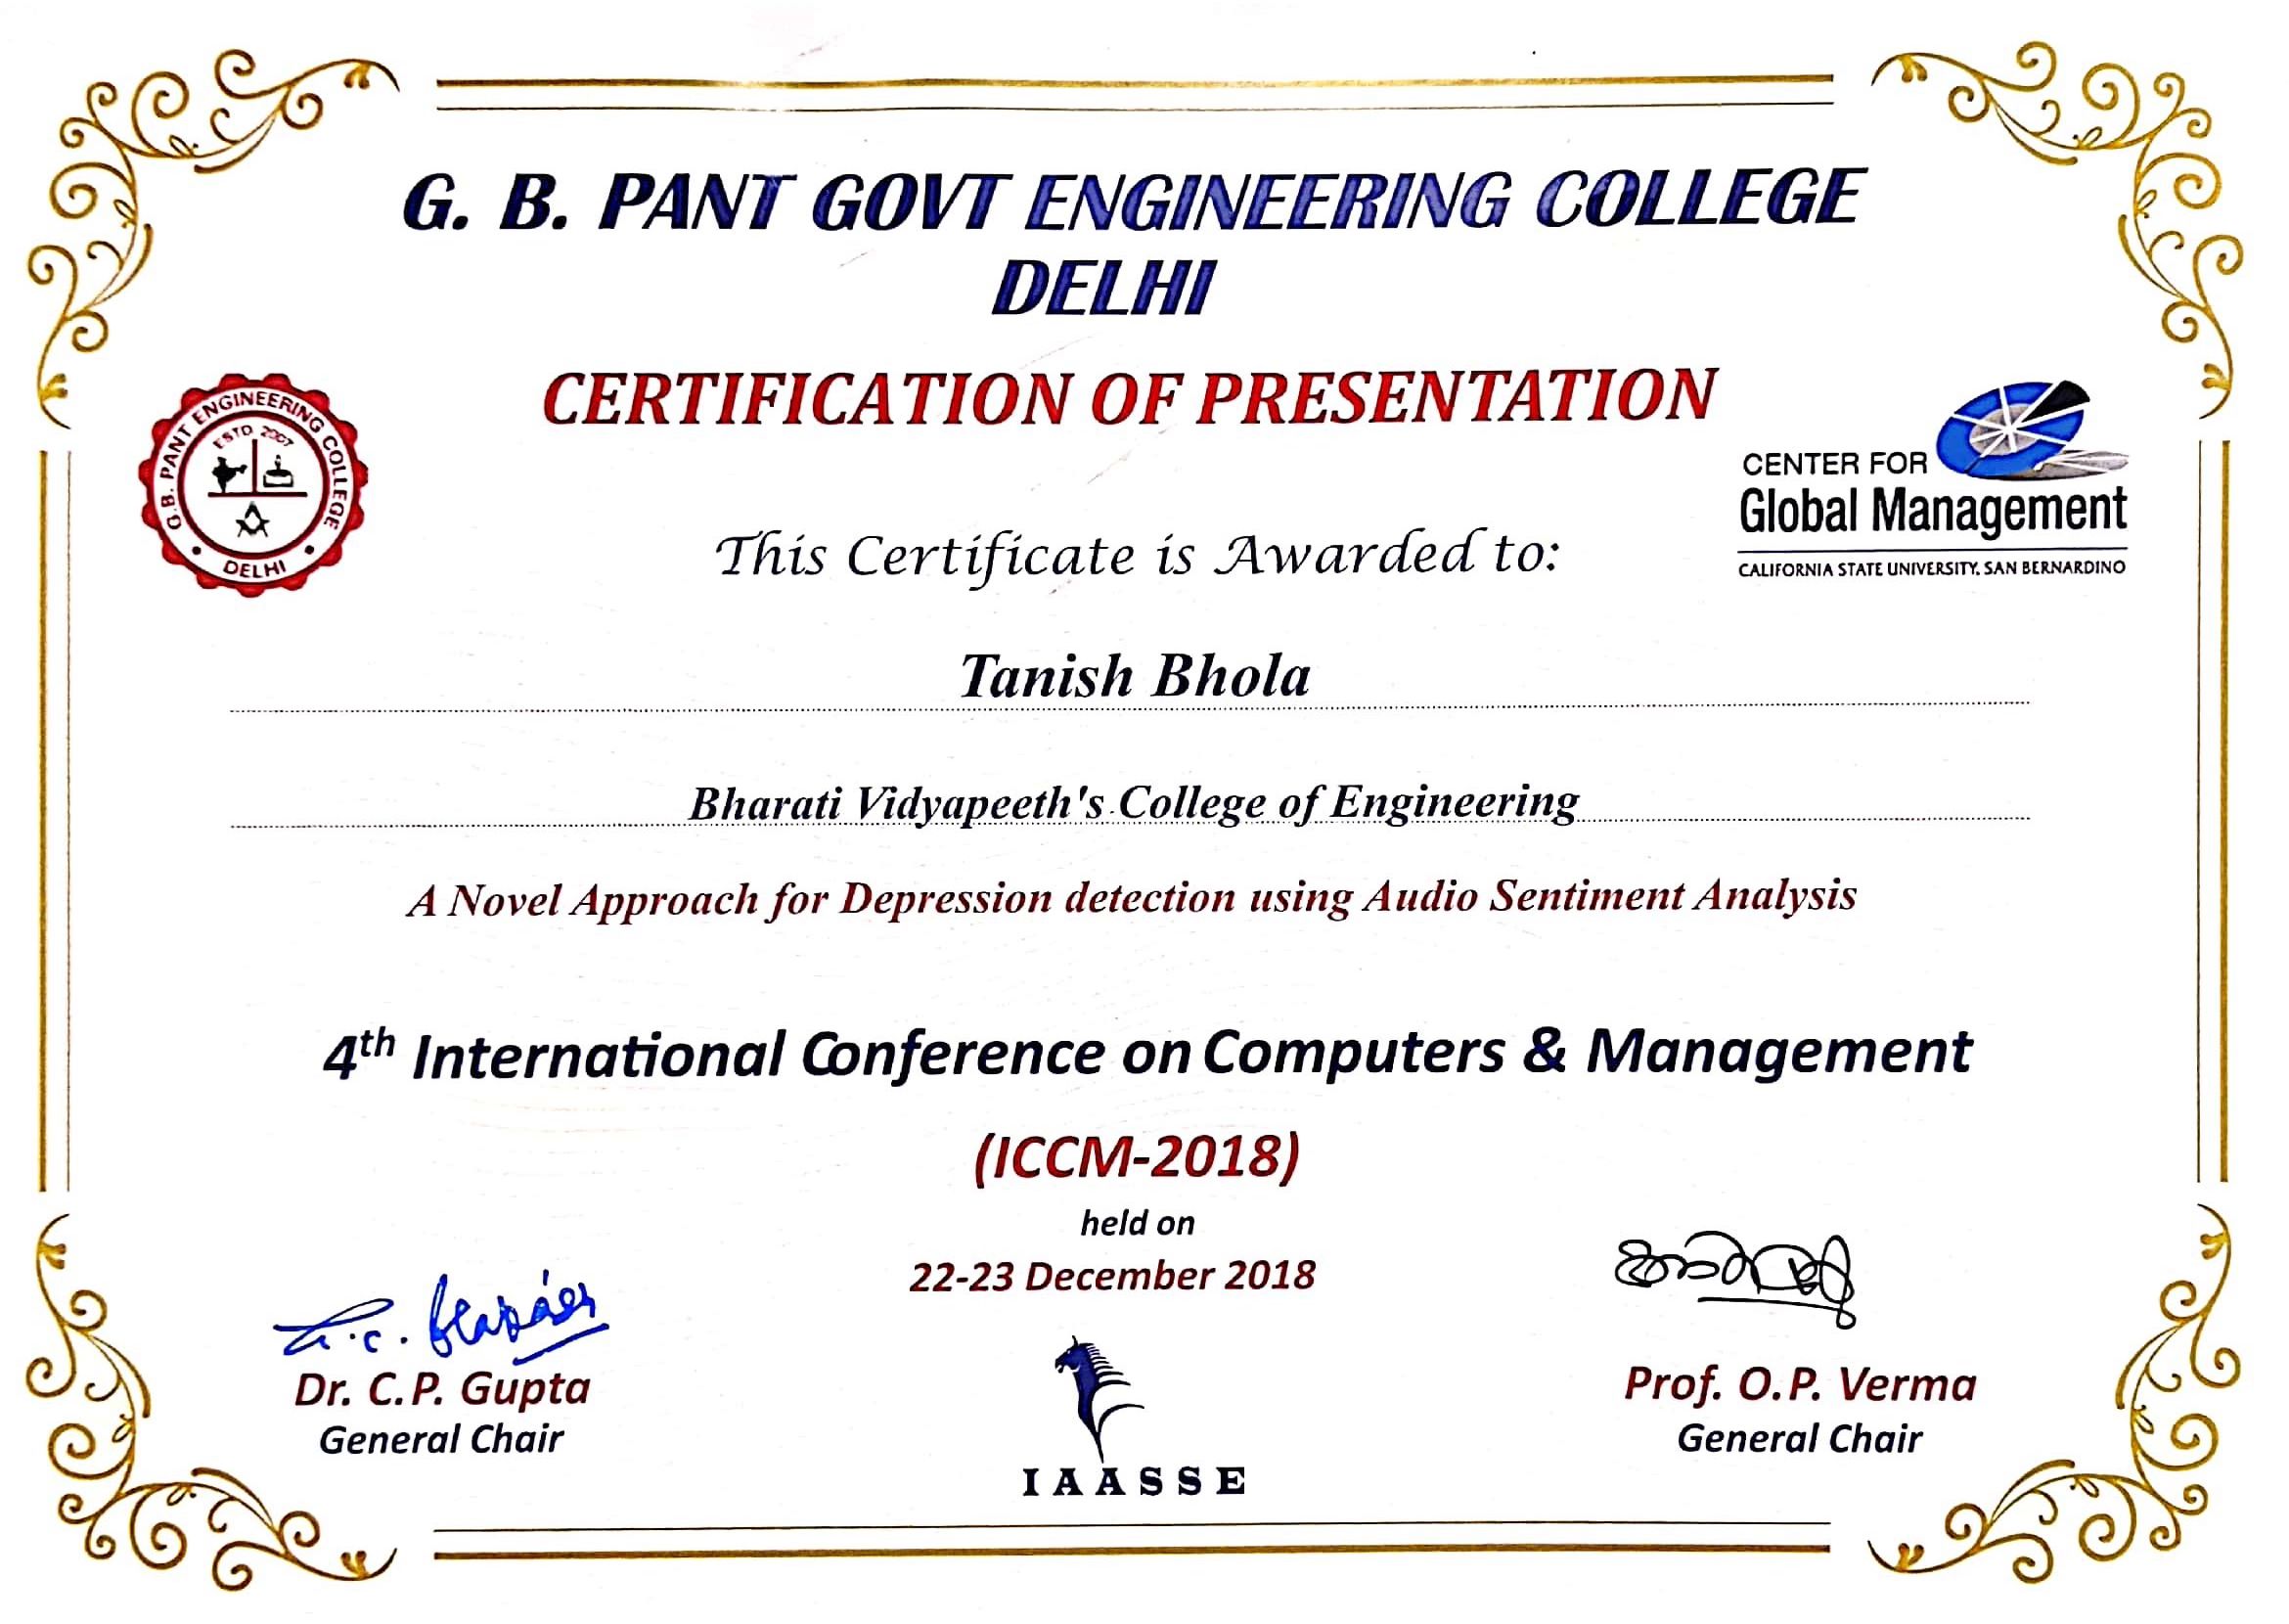 G. B. PANT GOVT ENGINEERING COLLEGE
DELHI
CERTIFICATION OF PRESENTATION
G.B. PANT ENGINEERING COLLEGE
ESTD 2007
DELHI
CENTER FOR
Global Management
CALIFORNIA STATE UNIVERSITY, SAN BERNARDINO
This Certificate is Awarded to:
Tanish Bhola
Bharati Vidyapeeth's College of Engineering
A Novel Approach for Depression detection using Audio Sentiment Analysis
4th International Conference on Computers & Management
(ICCM-2018)
held on
22-23 December 2018
Dr. C.P. Gupta
General Chair
IAASSE
Prof. O.P. Verma
General Chair